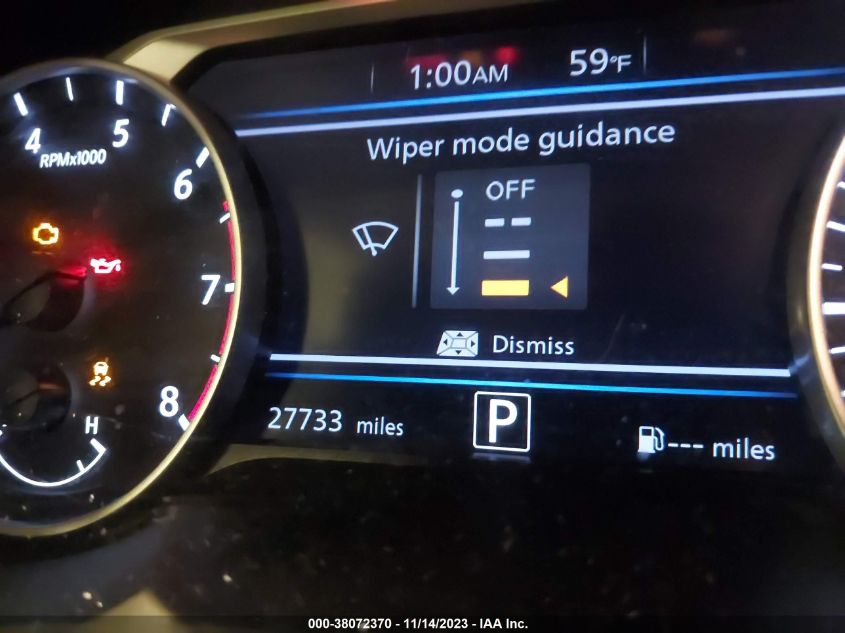 1:00AM 59°F
4 5 6 7 8
RPMx1000
Wiper mode guidance
OFF
Dismiss
H
27733 miles
P
--- miles
000-38072370 - 11/14/2023 - IAA Inc.